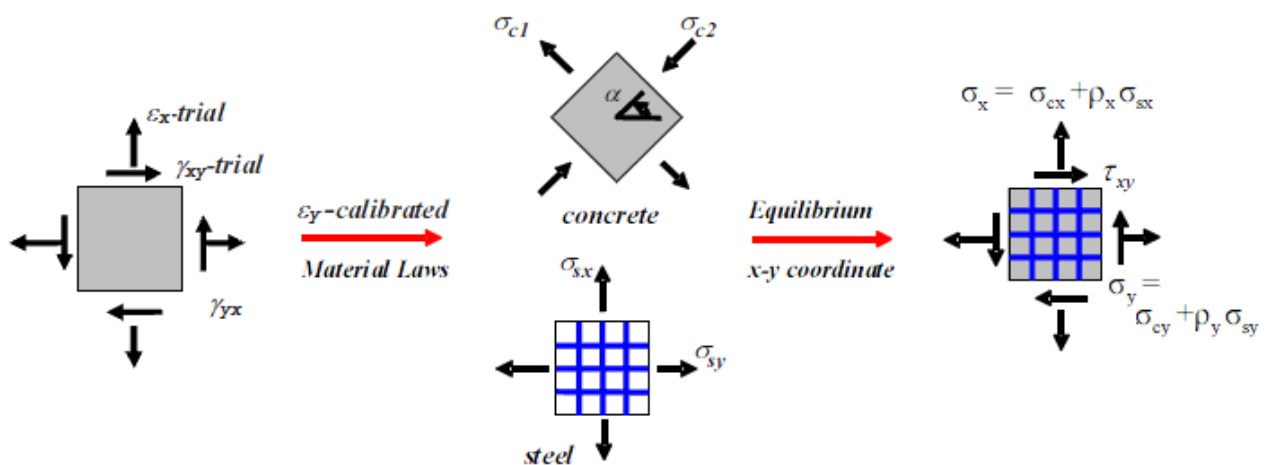 εx-trial
γxy-trial
γyx
εy-calibrated
Material Laws
σc1
σc2
α
concrete
σsx
σsy
steel
Equilibrium
x-y coordinate
σx = σcx +ρx σsx
τxy
σy =
σcy +ρy σsy